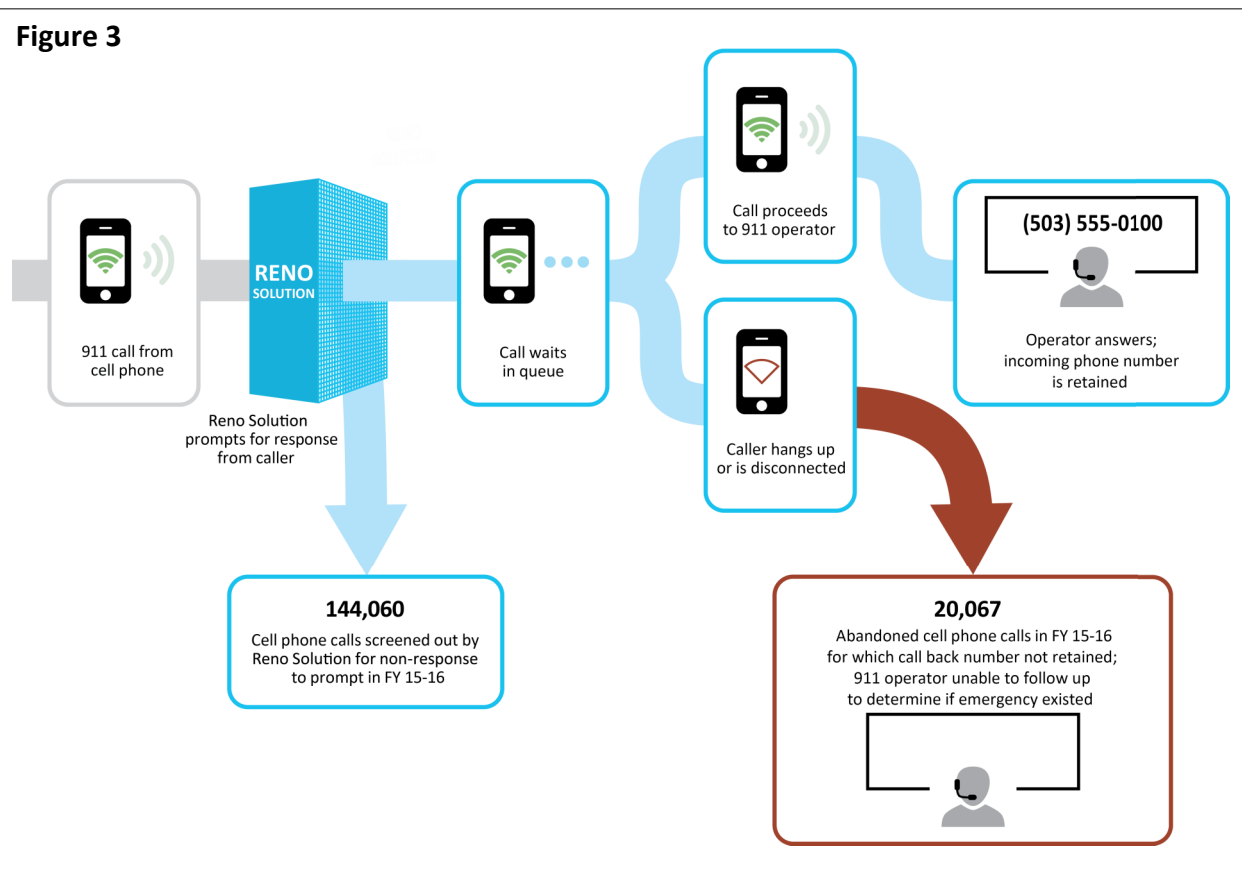 Figure 3
911 call from
cell phone
RENO
SOLUTION
Reno Solution
prompts for response
from caller
144,060
Cell phone calls screened out by
Reno Solution for non-response
to prompt in FY 15-16
Call waits
in queue
Call proceeds
to 911 operator
(503) 555-0100
Operator answers;
incoming phone number
is retained
Caller hangs up
or is disconnected
20,067
Abandoned cell phone calls in FY 15-16
for which call back number not retained;
911 operator unable to follow up
to determine if emergency existed